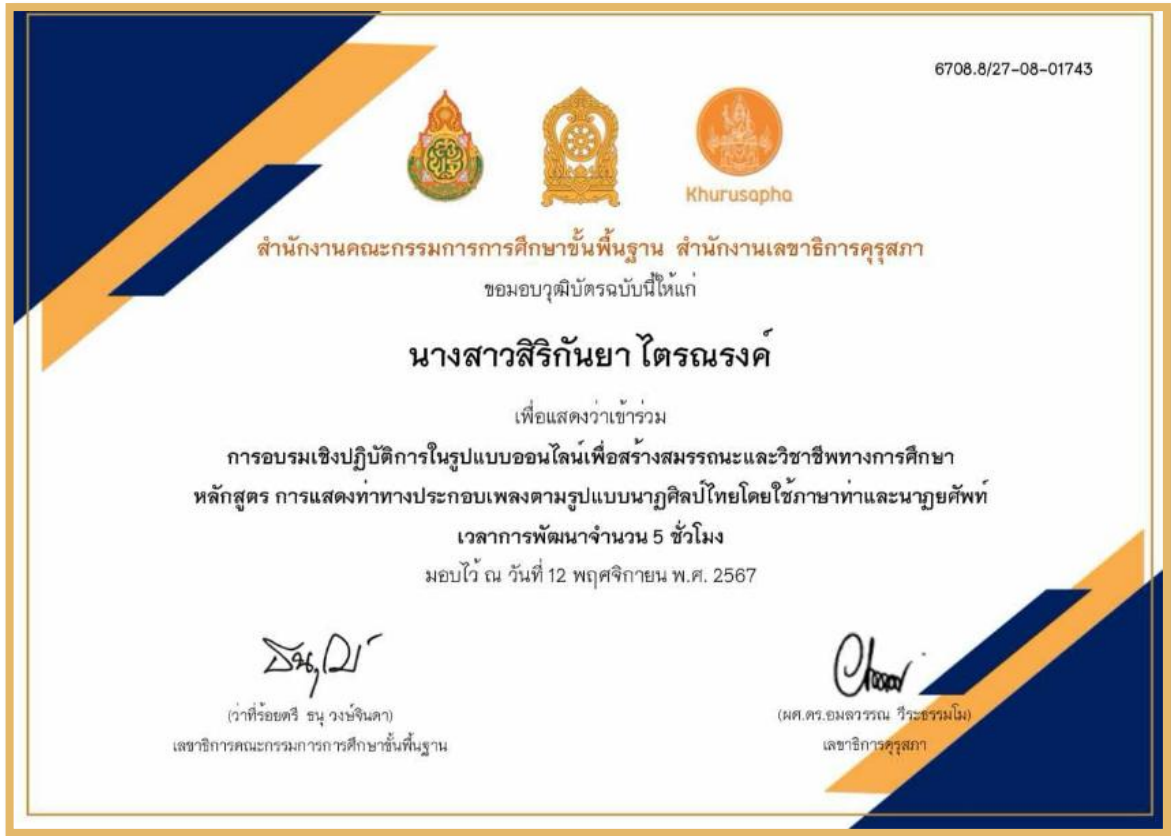 6708.8/27-08-01743
Khurusapha
สำนักงานคณะกรรมการการศึกษาขั้นพื้นฐาน สำนักงานเลขาธิการคุรุสภา
ขอมอบวุฒิบัตรฉบับนี้ให้แก่
นางสาวสิริกันยา ไตรณรงค์
เพื่อแสดงว่าเข้าร่วม
การอบรมเชิงปฏิบัติการในรูปแบบออนไลน์เพื่อสร้างสมรรถนะและวิชาชีพทางการศึกษา
หลักสูตร การแสดงท่าทางประกอบเพลงตามรูปแบบนาฏศิลป์ไทยโดยใช้ภาษาท่าและนาฏยศัพท์
เวลาการพัฒนาจำนวน 5 ชั่วโมง
มอบไว้ ณ วันที่ 12 พฤศจิกายน พ.ศ. 2567
(ว่าที่ร้อยตรี ธนุ วงษ์จินดา)
เลขาธิการคณะกรรมการการศึกษาขั้นพื้นฐาน
(ผศ.ดร.อมลวรรณ วีระธรรมโม)
เลขาธิการคุรุสภา